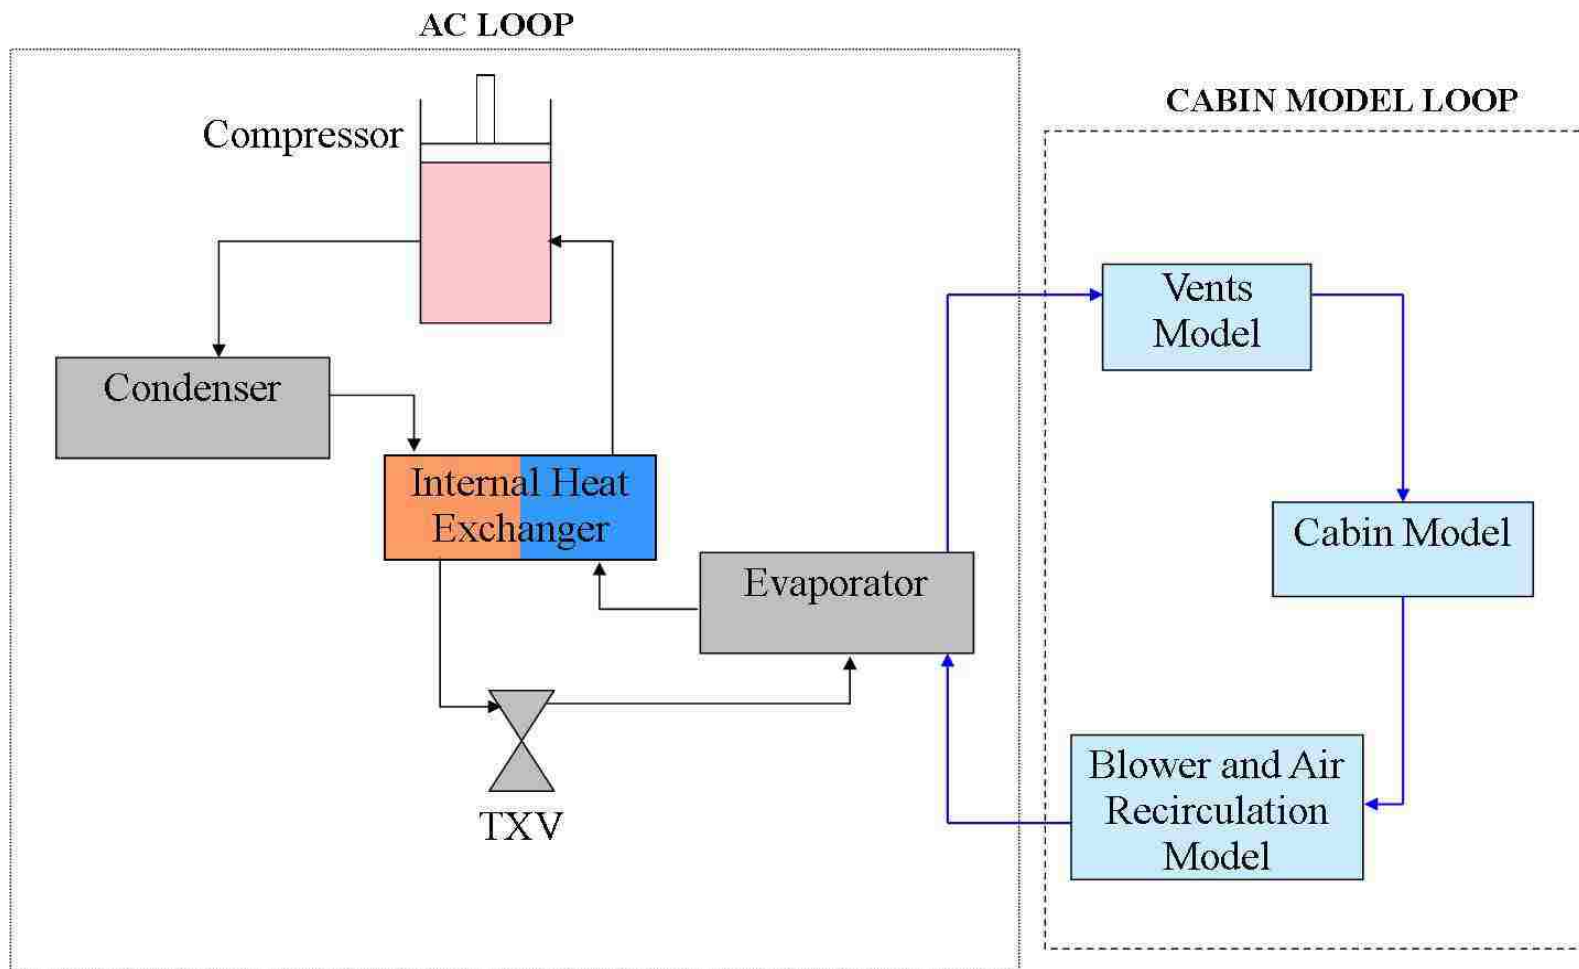 AC LOOP
CABIN MODEL LOOP
Compressor
Vents
Model
Condenser
Internal Heat
Exchanger
Cabin Model
Evaporator
Blower and Air
Recirculation
Model
TXV